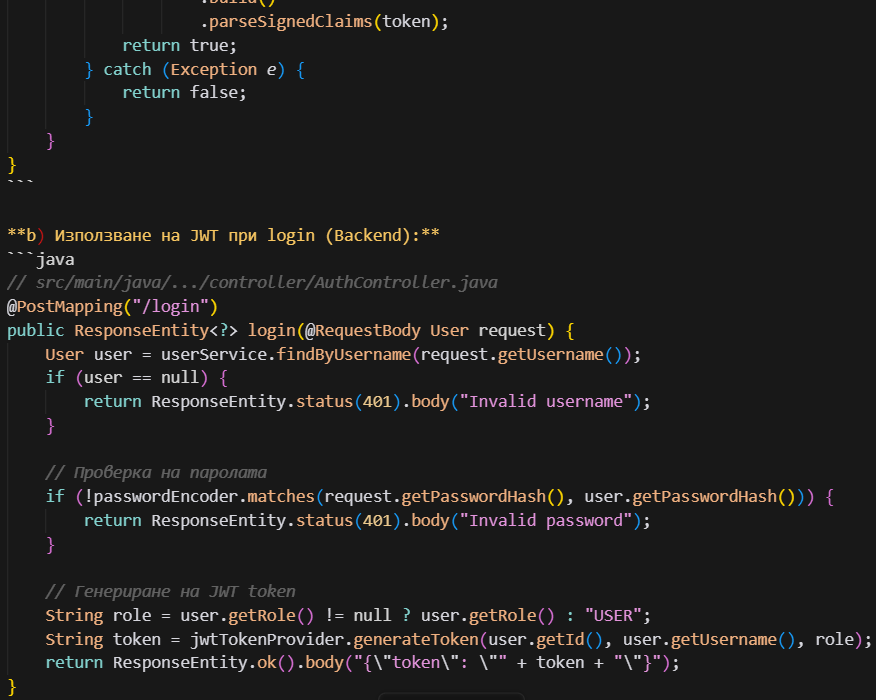 .build()
.parseSignedClaims(token);
return true;
} catch (Exception e) {
return false;
}
}
}
```
**b) Използване на JWT при login (Backend):**
```java
// src/main/java/.../controller/AuthController.java
@PostMapping("/login")
public ResponseEntity<?> login(@RequestBody User request) {
User user = userService.findByUsername(request.getUsername());
if (user == null) {
return ResponseEntity.status(401).body("Invalid username");
}
// Проверка на паролата
if (!passwordEncoder.matches(request.getPasswordHash(), user.getPasswordHash())) {
return ResponseEntity.status(401).body("Invalid password");
}
// Генериране на JWT token
String role = user.getRole() != null ? user.getRole() : "USER";
String token = jwtTokenProvider.generateToken(user.getId(), user.getUsername(), role);
return ResponseEntity.ok().body("{\"token\": \"" + token + "\"}");
}